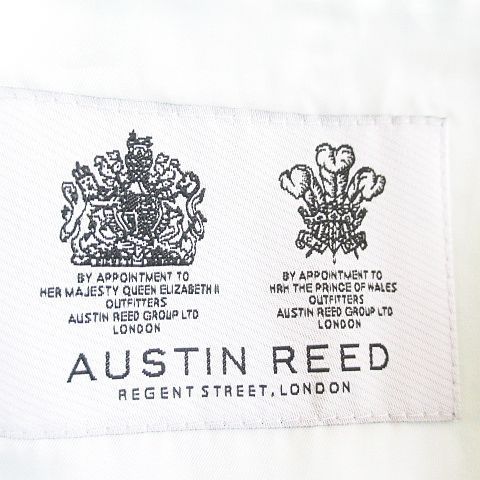 BY APPOINTMENT TO
HER MAJESTY QUEEN ELIZABETH II
OUTFITTERS
AUSTIN REED GROUP LTD
LONDON
BY APPOINTMENT TO
HRH THE PRINCE OF WALES
OUTFITTERS
AUSTIN REED GROUP LTD
LONDON
AUSTIN REED
REGENT STREET, LONDON